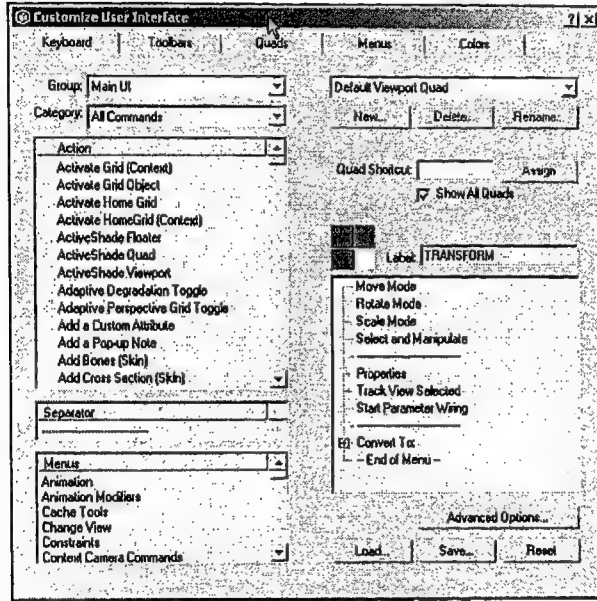 Customize User Interface
Keyboard Toolbars Quads Menus Colors
Group: Main UI
Category: All Commands
Action
Activate Grid (Context)
Activate Grid Object
Activate Home Grid
Activate HomeGrid (Context)
ActiveShade Floater
ActiveShade Quad
ActiveShade Viewport
Adaptive Degradation Toggle
Adaptive Perspective Grid Toggle
Add a Custom Attribute
Add a Pop-up Note
Add Bones (Skin)
Add Cross Section (Skin)
Separator
Menus
Animation
Animation Modifiers
Cache Tools
Change View
Constraints
Context Camera Commands
Default Viewport Quad
New... Delete... Rename...
Quad Shortcut: Assign
Show All Quads
Label: TRANSFORM
Move Mode
Rotate Mode
Scale Mode
Select and Manipulate
Properties
Track View Selected
Start Parameter Wiring
Convert To:
-- End of Menu --
Advanced Options...
Load... Save... Reset